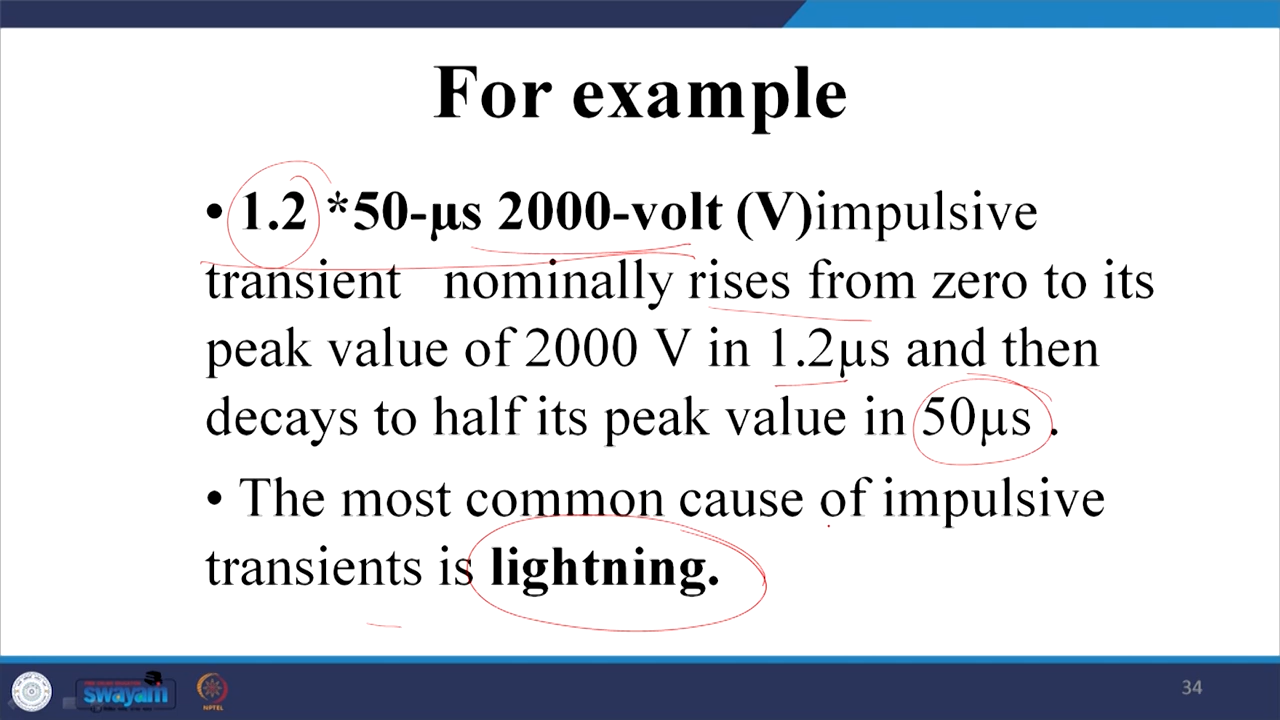 For example
• 1.2 *50-μs 2000-volt (V)impulsive
transient nominally rises from zero to its
peak value of 2000 V in 1.2μs and then
decays to half its peak value in 50μs .
• The most common cause of impulsive
transients is lightning.
swayam
NPTEL
34